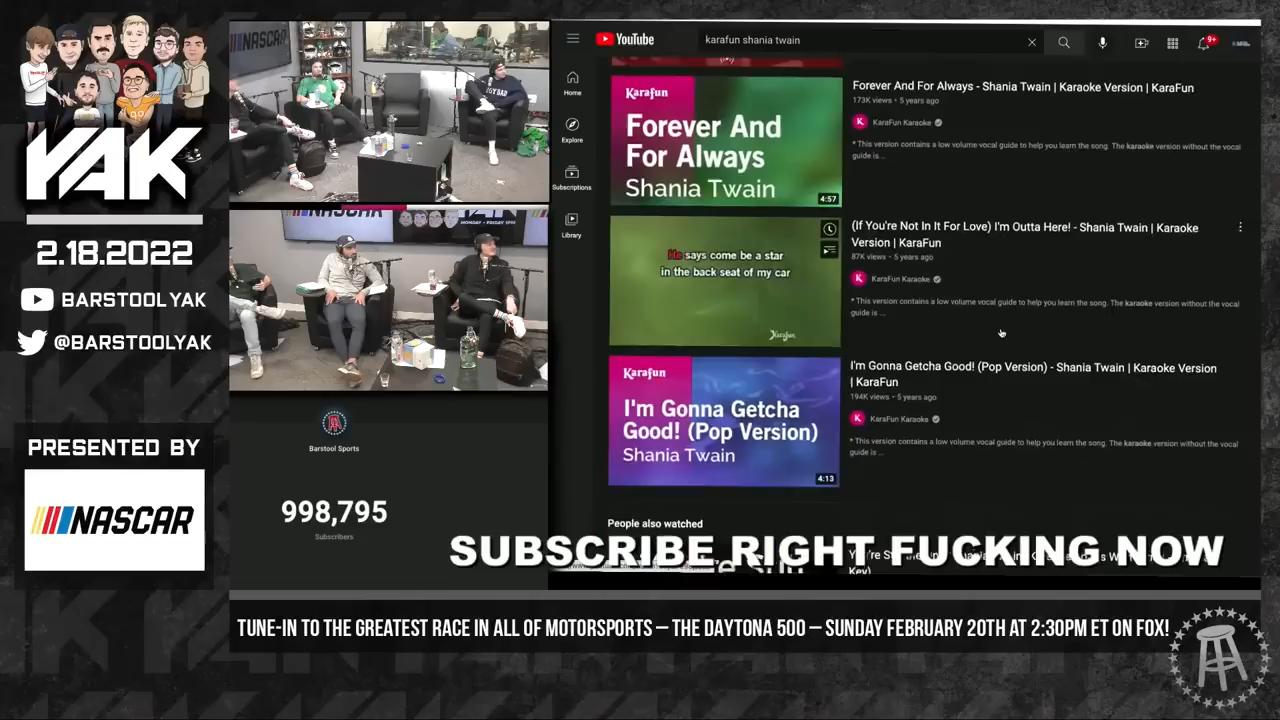 YAK
2.18.2022
BARSTOOL YAK
@BARSTOOLYAK
PRESENTED BY
NASCAR
NASCAR
NASCAR
MONDAY - FRIDAY 1PM
Barstool Sports
998,795
Subscribers
YouTube
karafun shania twain
9+
Home
Explore
Subscriptions
Library
Karafun
Forever And
For Always
Shania Twain
4:57
Forever And For Always - Shania Twain | Karaoke Version | KaraFun
173K views • 5 years ago
K
KaraFun Karaoke
* This version contains a low volume vocal guide to help you learn the song. The karaoke version without the vocal
guide is ...
He says come be a star
in the back seat of my car
Karafun
(If You're Not In It For Love) I'm Outta Here! - Shania Twain | Karaoke
Version | KaraFun
87K views • 5 years ago
K
KaraFun Karaoke
* This version contains a low volume vocal guide to help you learn the song. The karaoke version without the vocal
guide is ...
Karafun
I'm Gonna Getcha
Good! (Pop Version)
Shania Twain
4:13
I'm Gonna Getcha Good! (Pop Version) - Shania Twain | Karaoke Version
| KaraFun
194K views • 5 years ago
K
KaraFun Karaoke
* This version contains a low volume vocal guide to help you learn the song. The karaoke version without the vocal
guide is ...
People also watched
Key)
SUBSCRIBE RIGHT FUCKING NOW
TUNE-IN TO THE GREATEST RACE IN ALL OF MOTORSPORTS – THE DAYTONA 500 – SUNDAY FEBRUARY 20TH AT 2:30PM ET ON FOX!